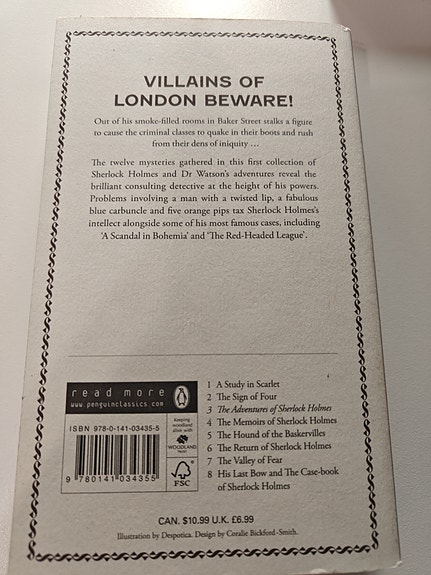 VILLAINS OF
LONDON BEWARE!
Out of his smoke-filled rooms in Baker Street stalks a figure
to cause the criminal classes to quake in their boots and rush
from their dens of iniquity ...
The twelve mysteries gathered in this first collection of
Sherlock Holmes and Dr Watson's adventures reveal the
brilliant consulting detective at the height of his powers.
Problems involving a man with a twisted lip, a fabulous
blue carbuncle and five orange pips tax Sherlock Holmes's
intellect alongside some of his most famous cases, including
'A Scandal in Bohemia' and 'The Red-Headed League'.
read more
www.penguinclassics.com
ISBN 978-0-141-03435-5
9 780141 034355
Keeping
woodland
alive with
WOODLAND
TRUST
FSC
1 A Study in Scarlet
2 The Sign of Four
3 The Adventures of Sherlock Holmes
4 The Memoirs of Sherlock Holmes
5 The Hound of the Baskervilles
6 The Return of Sherlock Holmes
7 The Valley of Fear
8 His Last Bow and The Case-book
of Sherlock Holmes
CAN. $10.99 U.K. £6.99
Illustration by Despotica. Design by Coralie Bickford-Smith.